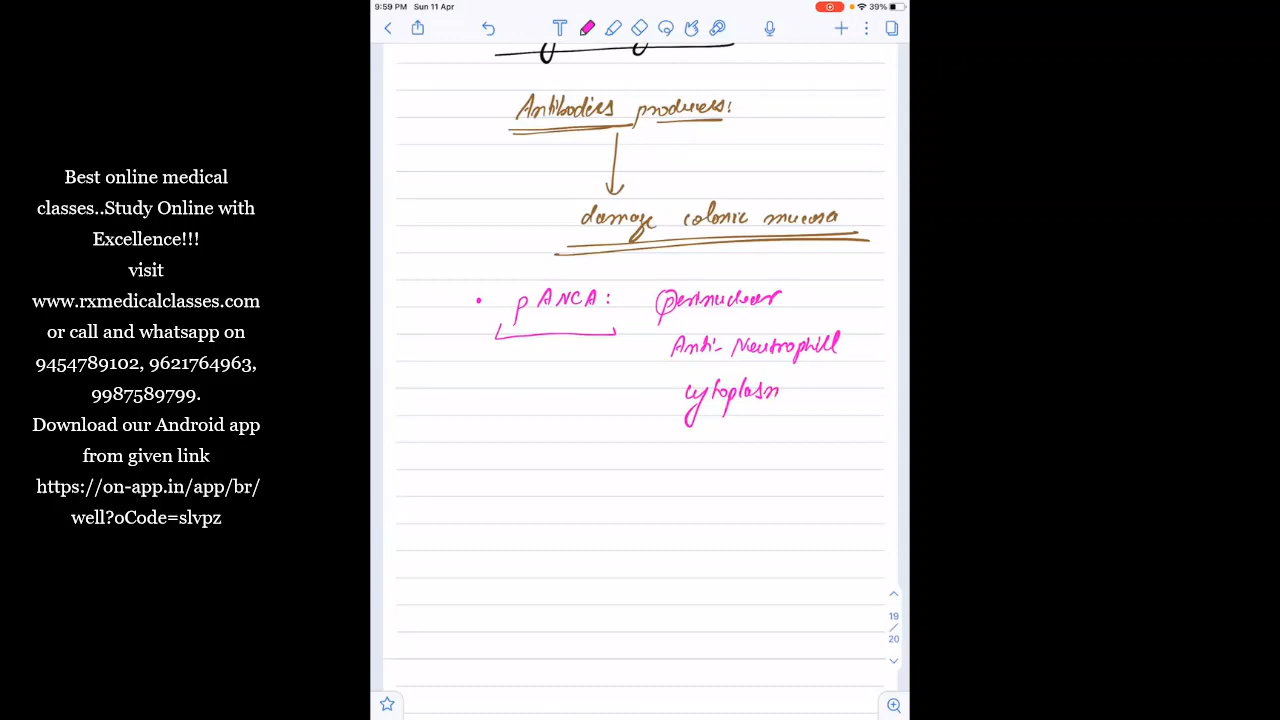 9:59 PM Sun 11 Apr
39%
Antibodies produces:
damage colonic mucosa
• pANCA: perinuclear
Anti-Neutrophill
cytoplasm
Best online medical
classes..Study Online with
Excellence!!!
visit
www.rxmedicalclasses.com
or call and whatsapp on
9454789102, 9621764963,
9987589799.
Download our Android app
from given link
https://on-app.in/app/br/
well?oCode=slvpz
19
20